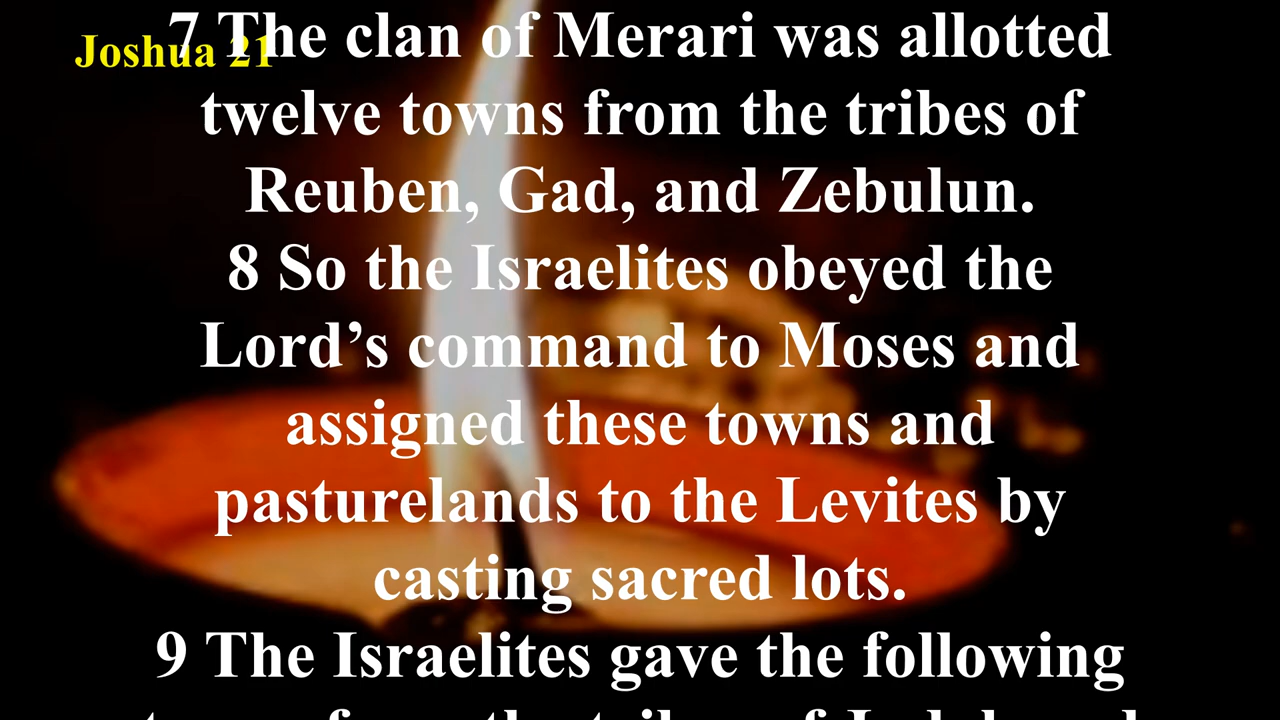 Joshua 21
7 The clan of Merari was allotted
twelve towns from the tribes of
Reuben, Gad, and Zebulun.
8 So the Israelites obeyed the
Lord’s command to Moses and
assigned these towns and
pasturelands to the Levites by
casting sacred lots.
9 The Israelites gave the following